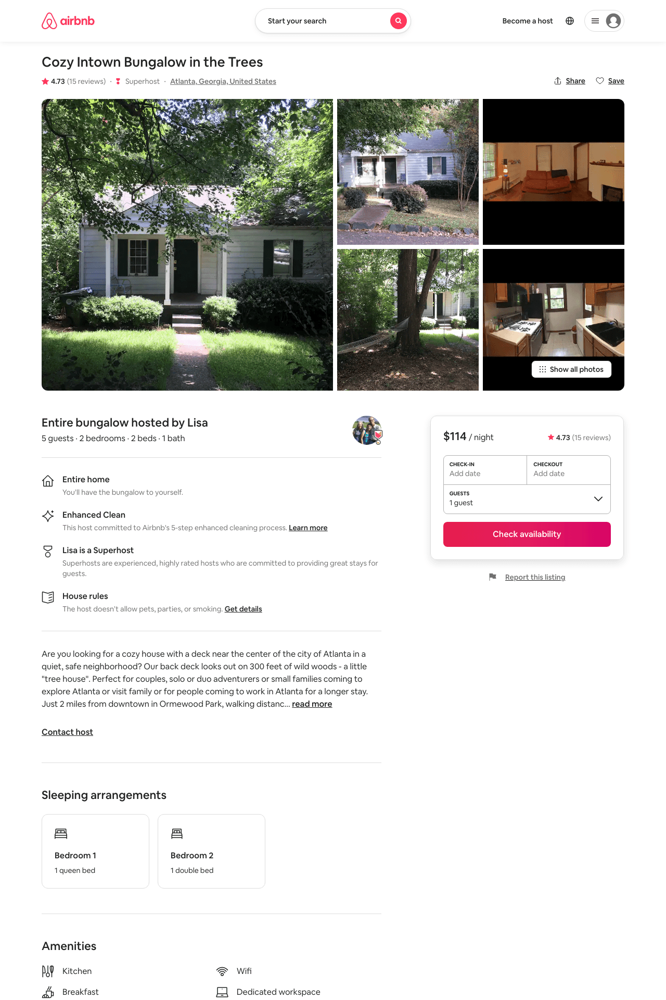 airbnb
Start your search
Become a host
Cozy Intown Bungalow in the Trees
4.73 (15 reviews) · Superhost · Atlanta, Georgia, United States
Share
Save
Show all photos
Entire bungalow hosted by Lisa
5 guests · 2 bedrooms · 2 beds · 1 bath
Entire home
You’ll have the bungalow to yourself.
Enhanced Clean
This host committed to Airbnb's 5-step enhanced cleaning process. Learn more
Lisa is a Superhost
Superhosts are experienced, highly rated hosts who are committed to providing great stays for
guests.
House rules
The host doesn’t allow pets, parties, or smoking. Get details
$114 / night
4.73 (15 reviews)
CHECK-IN
Add date
CHECKOUT
Add date
GUESTS
1 guest
Check availability
Report this listing
Are you looking for a cozy house with a deck near the center of the city of Atlanta in a
quiet, safe neighborhood? Our back deck looks out on 300 feet of wild woods - a little
"tree house". Perfect for couples, solo or duo adventurers or small families coming to
explore Atlanta or visit family or for people coming to work in Atlanta for a longer stay.
Just 2 miles from downtown in Ormewood Park, walking distanc... read more
Contact host
Sleeping arrangements
Bedroom 1
1 queen bed
Bedroom 2
1 double bed
Amenities
Kitchen
Wifi
Breakfast
Dedicated workspace